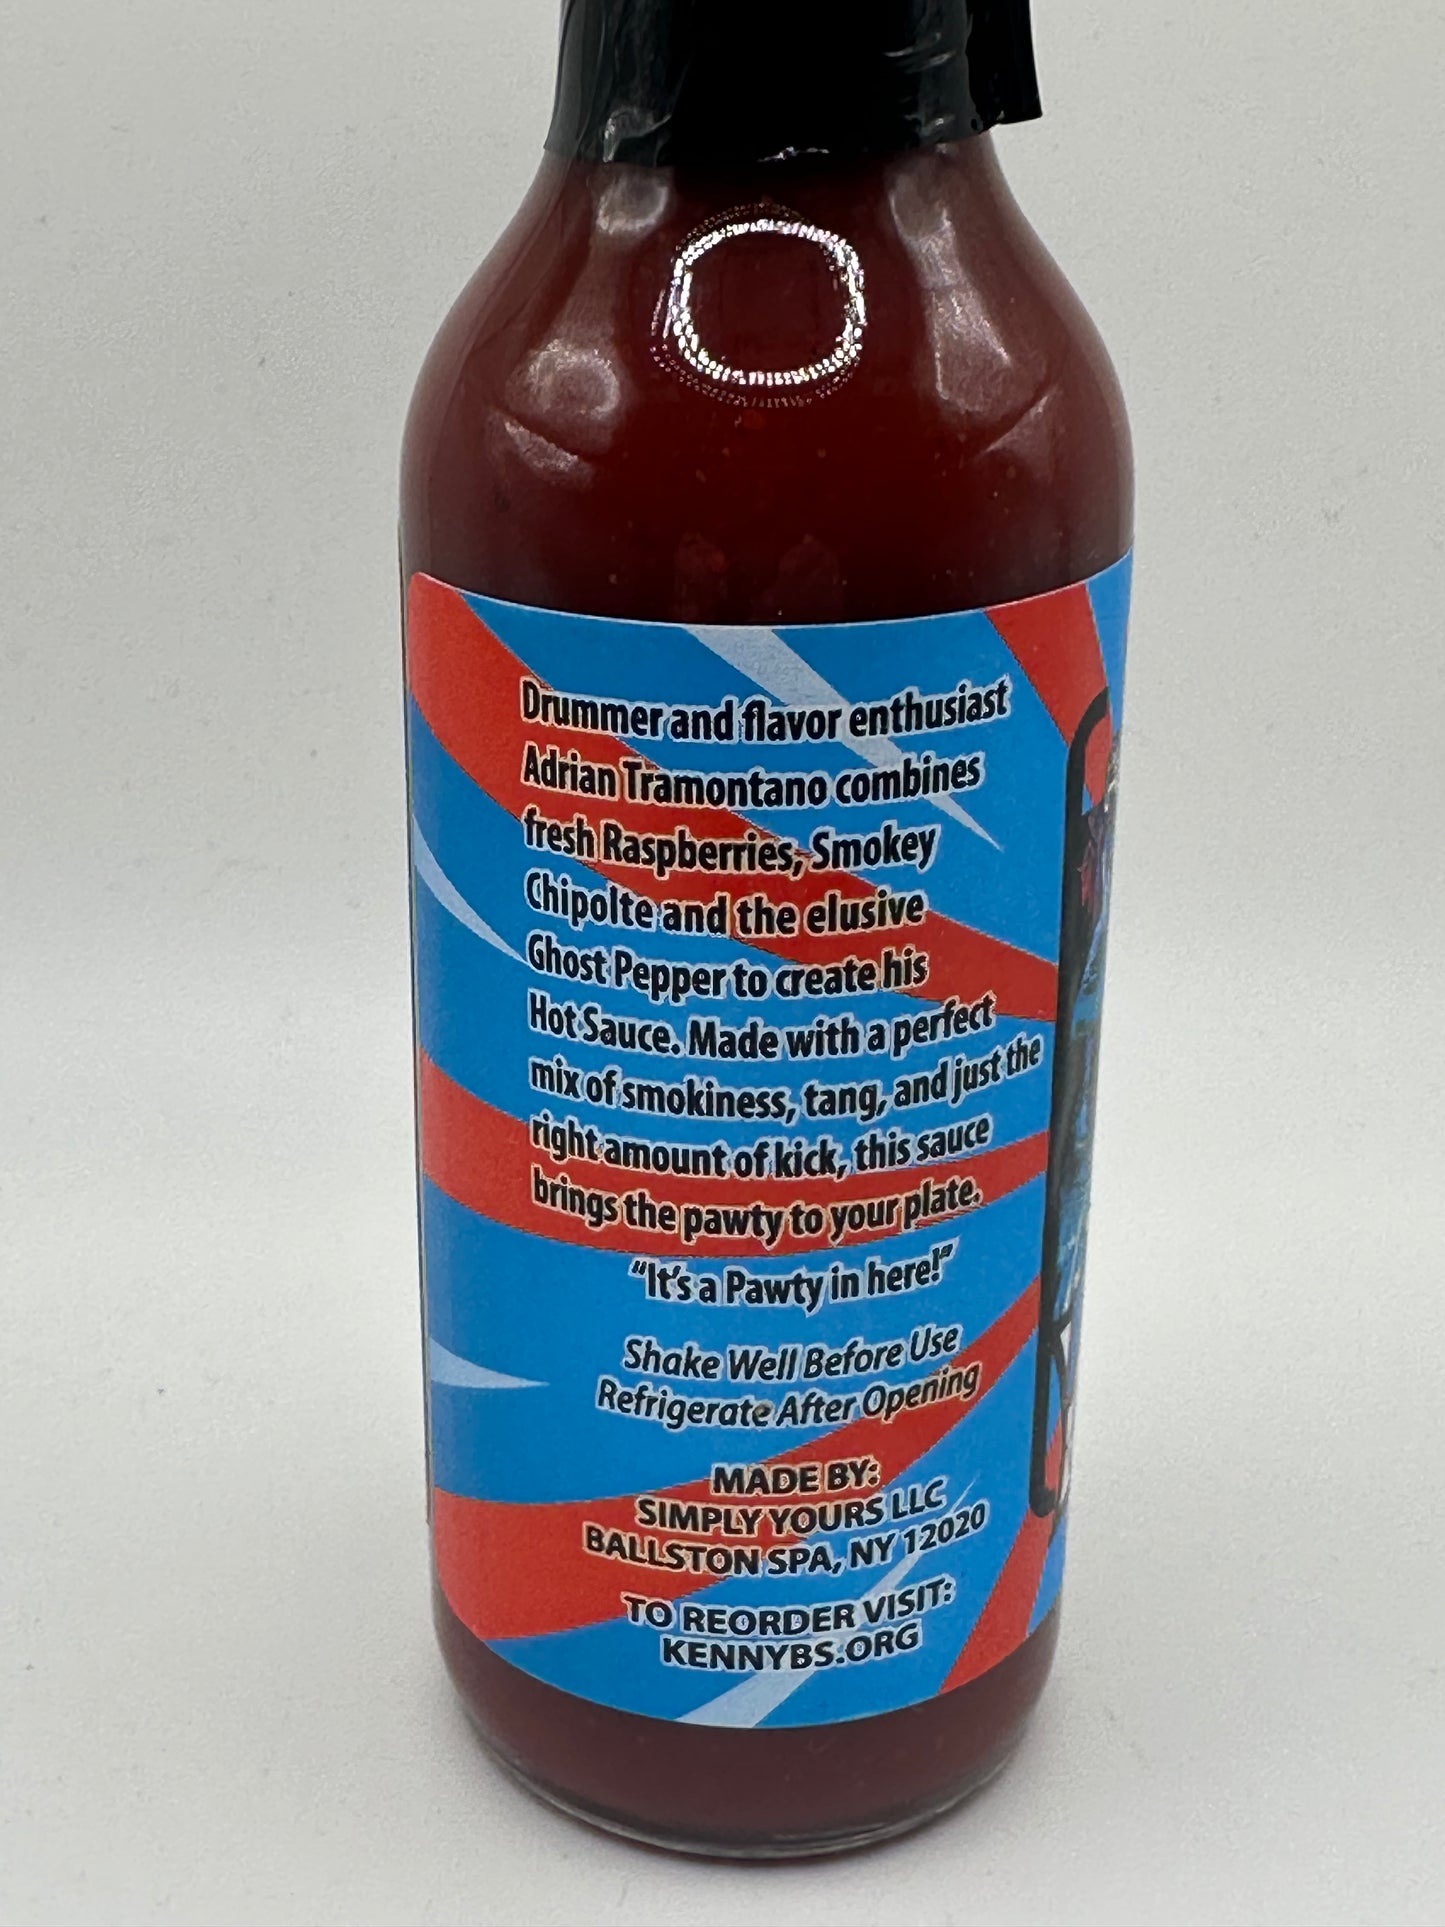 Drummer and flavor enthusiast
Adrian Tramontano combines
fresh Raspberries, Smokey
Chipolte and the elusive
Ghost Pepper to create his
Hot Sauce. Made with a perfect
mix of smokiness, tang, and just the
right amount of kick, this sauce
brings the pawty to your plate.
"It's a Pawty in here!"
Shake Well Before Use
Refrigerate After Opening
MADE BY:
SIMPLY YOURS LLC
BALLSTON SPA, NY 12020
TO REORDER VISIT:
KENNYBS.ORG